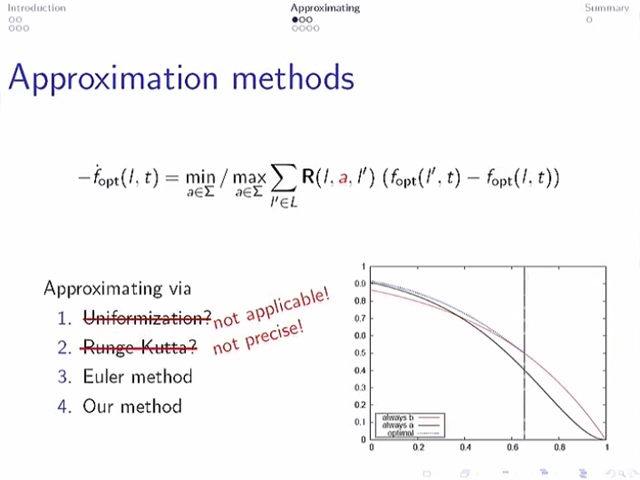 Introduction Approximating Summary
Approximation methods
−ḟopt(l, t) = min a∈Σ / max a∈Σ ∑ l′∈L R(l, a, l′) (fopt(l′, t) − fopt(l, t))
Approximating via
1. Uniformization? not applicable!
2. Runge-Kutta? not precise!
3. Euler method
4. Our method
1
0.9
0.8
0.7
0.6
0.5
0.4
0.3
0.2
0.1
0
always b
always a
optimal
0 0.2 0.4 0.6 0.8 1